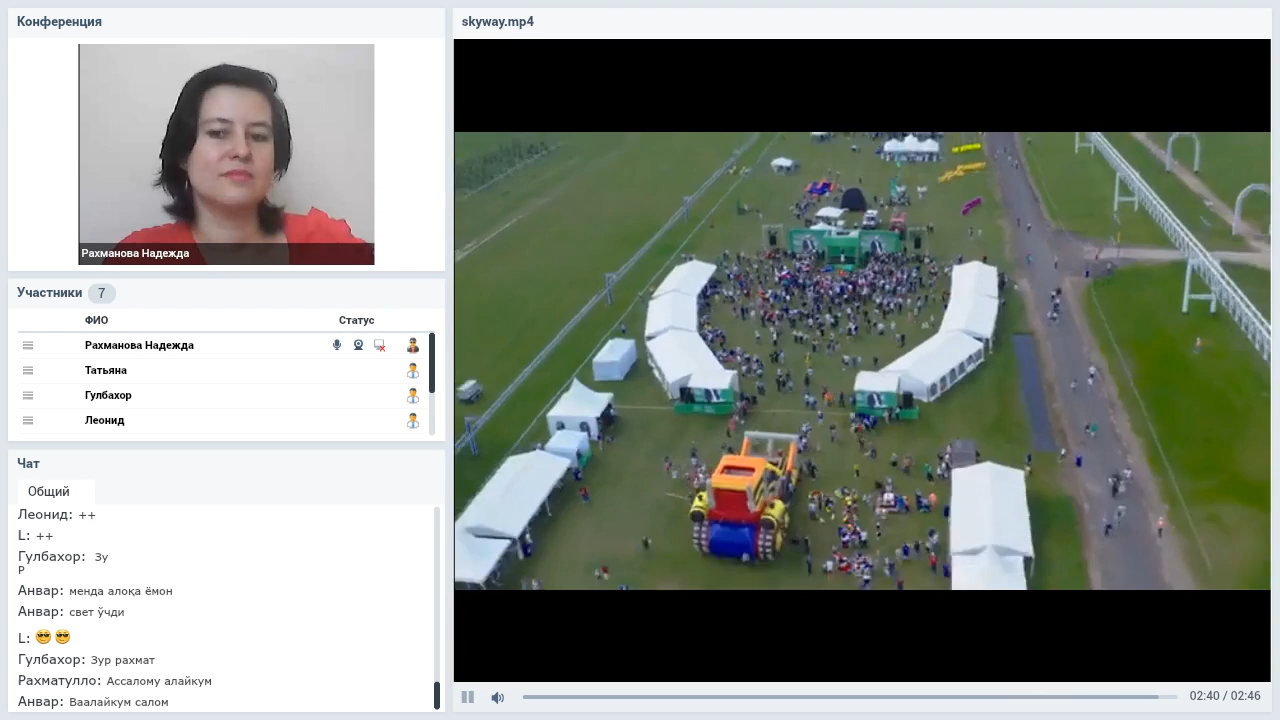 Конференция
Рахманова Надежда
Участники 7
ФИО Статус
Рахманова Надежда
Татьяна
Гулбахор
Леонид
Чат
Общий
Леонид: ++
L: ++
Гулбахор: Зу
Р
Анвар: менда алоқа ёмон
Анвар: свет ўчди
L: 😎 😎
Гулбахор: Зур рахмат
Рахматулло: Ассалому алайкум
Анвар: Ваалайкум салом
skyway.mp4
02:40 / 02:46